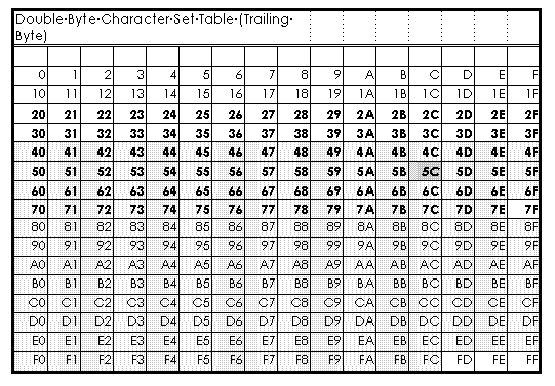 Double-Byte-Character-Set-Table-(Trailing-
Byte)
0 1 2 3 4 5 6 7 8 9 A B C D E F
10 11 12 13 14 15 16 17 18 19 1A 1B 1C 1D 1E 1F
20 21 22 23 24 25 26 27 28 29 2A 2B 2C 2D 2E 2F
30 31 32 33 34 35 36 37 38 39 3A 3B 3C 3D 3E 3F
40 41 42 43 44 45 46 47 48 49 4A 4B 4C 4D 4E 4F
50 51 52 53 54 55 56 57 58 59 5A 5B 5C 5D 5E 5F
60 61 62 63 64 65 66 67 68 69 6A 6B 6C 6D 6E 6F
70 71 72 73 74 75 76 77 78 79 7A 7B 7C 7D 7E 7F
80 81 82 83 84 85 86 87 88 89 8A 8B 8C 8D 8E 8F
90 91 92 93 94 95 96 97 98 99 9A 9B 9C 9D 9E 9F
A0 A1 A2 A3 A4 A5 A6 A7 A8 A9 AA AB AC AD AE AF
B0 B1 B2 B3 B4 B5 B6 B7 B8 B9 BA BB BC BD BE BF
C0 C1 C2 C3 C4 C5 C6 C7 C8 C9 CA CB CC CD CE CF
D0 D1 D2 D3 D4 D5 D6 D7 D8 D9 DA DB DC DD DE DF
E0 E1 E2 E3 E4 E5 E6 E7 E8 E9 EA EB EC ED EE EF
F0 F1 F2 F3 F4 F5 F6 F7 F8 F9 FA FB FC FD FE FF